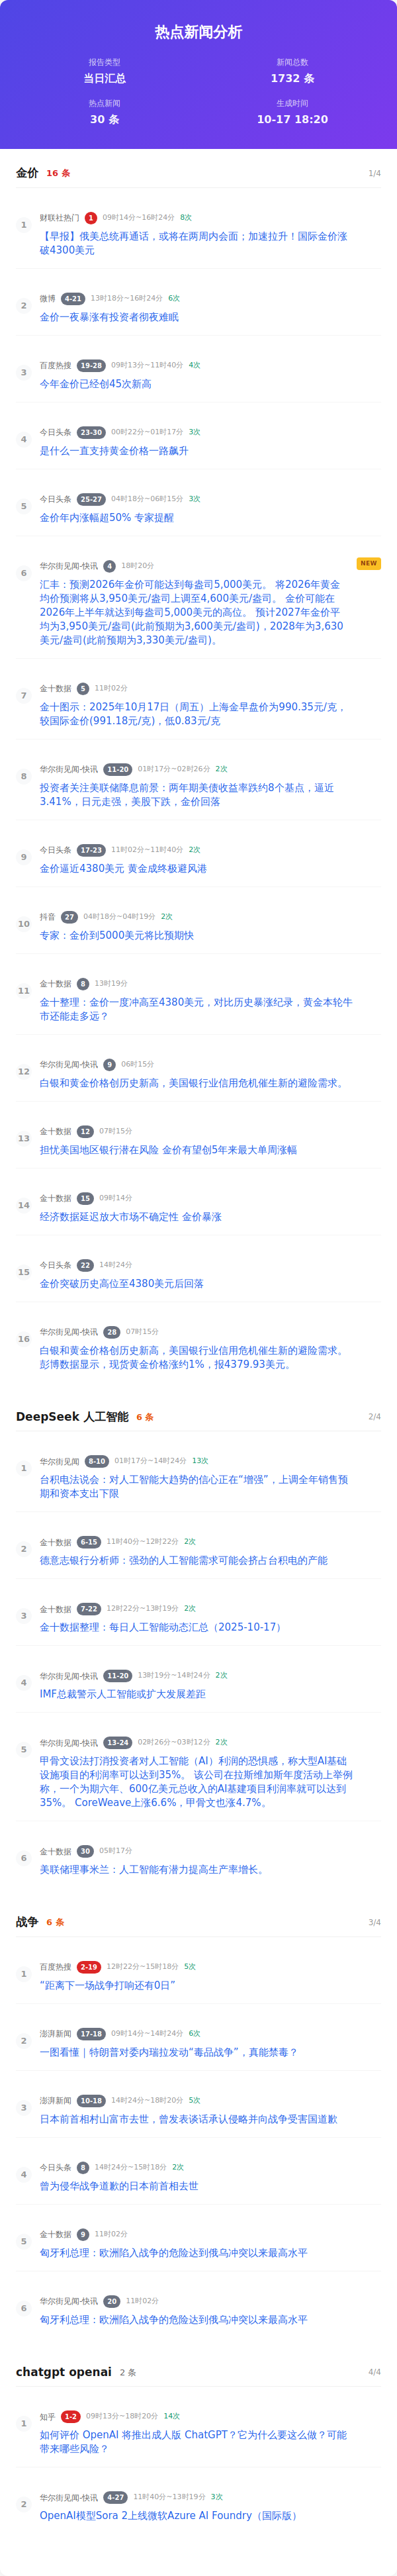 热点新闻分析
报告类型
新闻总数
当日汇总
1732 条
热点新闻
生成时间
30 条
10-17 18:20
金价 16 条 1/4
1
财联社热门 1 09时14分~16时24分 8次
【早报】俄美总统再通话，或将在两周内会面；加速拉升！国际金价涨
破4300美元
2
微博 4-21 13时18分~16时24分 6次
金价一夜暴涨有投资者彻夜难眠
3
百度热搜 19-28 09时13分~11时40分 4次
今年金价已经创45次新高
4
今日头条 23-30 00时22分~01时17分 3次
是什么一直支持黄金价格一路飙升
5
今日头条 25-27 04时18分~06时15分 3次
金价年内涨幅超50% 专家提醒
6
华尔街见闻-快讯 4 18时20分 NEW
汇丰：预测2026年金价可能达到每盎司5,000美元。 将2026年黄金
均价预测将从3,950美元/盎司上调至4,600美元/盎司。 金价可能在
2026年上半年就达到每盎司5,000美元的高位。 预计2027年金价平
均为3,950美元/盎司(此前预期为3,600美元/盎司)，2028年为3,630
美元/盎司(此前预期为3,330美元/盎司)。
7
金十数据 5 11时02分
金十图示：2025年10月17日（周五）上海金早盘价为990.35元/克，
较国际金价(991.18元/克)，低0.83元/克
8
华尔街见闻-快讯 11-20 01时17分~02时26分 2次
投资者关注美联储降息前景：两年期美债收益率跌约8个基点，逼近
3.41%，日元走强，美股下跌，金价回落
9
今日头条 17-23 11时02分~11时40分 2次
金价逼近4380美元 黄金成终极避风港
10
抖音 27 04时18分~04时19分 2次
专家：金价到5000美元将比预期快
11
金十数据 8 13时19分
金十整理：金价一度冲高至4380美元，对比历史暴涨纪录，黄金本轮牛
市还能走多远？
12
华尔街见闻-快讯 9 06时15分
白银和黄金价格创历史新高，美国银行业信用危机催生新的避险需求。
13
金十数据 12 07时15分
担忧美国地区银行潜在风险 金价有望创5年来最大单周涨幅
14
金十数据 15 09时14分
经济数据延迟放大市场不确定性 金价暴涨
15
今日头条 22 14时24分
金价突破历史高位至4380美元后回落
16
华尔街见闻-快讯 28 07时15分
白银和黄金价格创历史新高，美国银行业信用危机催生新的避险需求。
彭博数据显示，现货黄金价格涨约1%，报4379.93美元。
DeepSeek 人工智能 6 条 2/4
1
华尔街见闻 8-10 01时17分~14时24分 13次
台积电法说会：对人工智能大趋势的信心正在“增强”，上调全年销售预
期和资本支出下限
2
金十数据 6-15 11时40分~12时22分 2次
德意志银行分析师：强劲的人工智能需求可能会挤占台积电的产能
3
金十数据 7-22 12时22分~13时19分 2次
金十数据整理：每日人工智能动态汇总（2025-10-17）
4
华尔街见闻-快讯 11-20 13时19分~14时24分 2次
IMF总裁警示人工智能或扩大发展差距
5
华尔街见闻-快讯 13-24 02时26分~03时12分 2次
甲骨文设法打消投资者对人工智能（AI）利润的恐惧感，称大型AI基础
设施项目的利润率可以达到35%。 该公司在拉斯维加斯年度活动上举例
称，一个为期六年、600亿美元总收入的AI基建项目利润率就可以达到
35%。 CoreWeave上涨6.6%，甲骨文也涨4.7%。
6
金十数据 30 05时17分
美联储理事米兰：人工智能有潜力提高生产率增长。
战争 6 条 3/4
1
百度热搜 2-19 12时22分~15时18分 5次
“距离下一场战争打响还有0日”
2
澎湃新闻 17-18 09时14分~14时24分 6次
一图看懂｜特朗普对委内瑞拉发动“毒品战争”，真能禁毒？
3
澎湃新闻 10-18 14时24分~18时20分 5次
日本前首相村山富市去世，曾发表谈话承认侵略并向战争受害国道歉
4
今日头条 8 14时24分~15时18分 2次
曾为侵华战争道歉的日本前首相去世
5
金十数据 9 11时02分
匈牙利总理：欧洲陷入战争的危险达到俄乌冲突以来最高水平
6
华尔街见闻-快讯 20 11时02分
匈牙利总理：欧洲陷入战争的危险达到俄乌冲突以来最高水平
chatgpt openai 2 条 4/4
1
知乎 1-2 09时13分~18时20分 14次
如何评价 OpenAI 将推出成人版 ChatGPT？它为什么要这么做？可能
带来哪些风险？
2
华尔街见闻-快讯 4-27 11时40分~13时19分 3次
OpenAI模型Sora 2上线微软Azure AI Foundry（国际版）